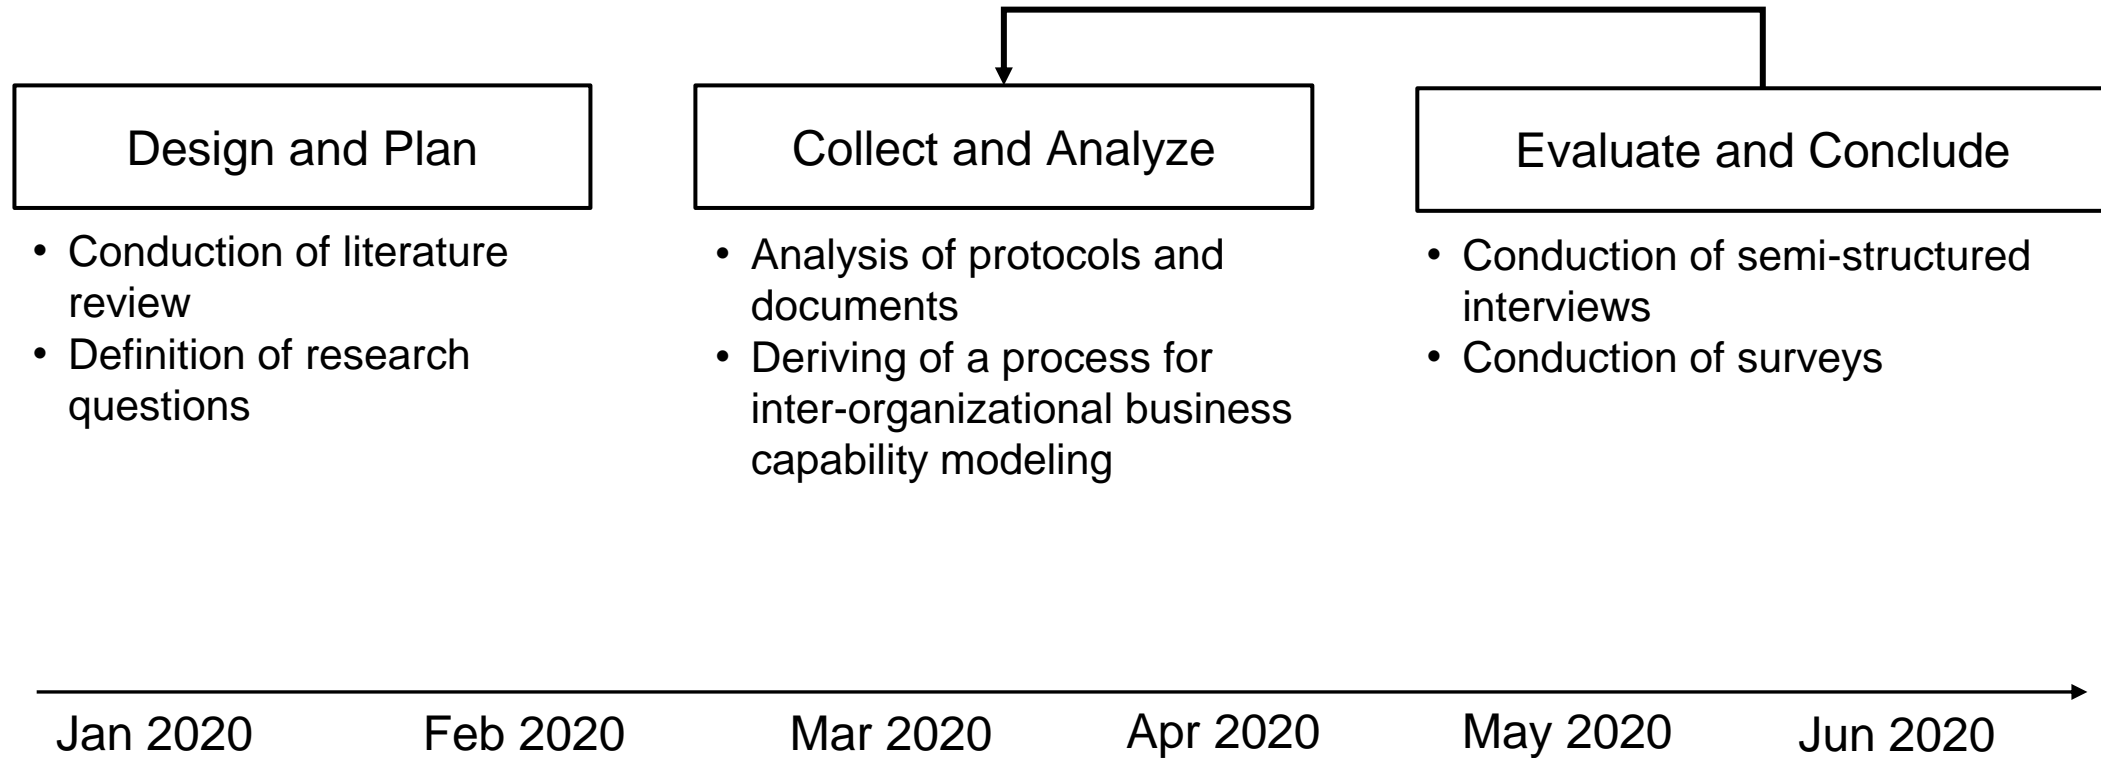 Design and Plan
• Conduction of literature
review
• Definition of research
questions
Collect and Analyze
• Analysis of protocols and
documents
• Deriving of a process for
inter-organizational business
capability modeling
Evaluate and Conclude
• Conduction of semi-structured
interviews
• Conduction of surveys
Jan 2020
Feb 2020
Mar 2020
Apr 2020
May 2020
Jun 2020